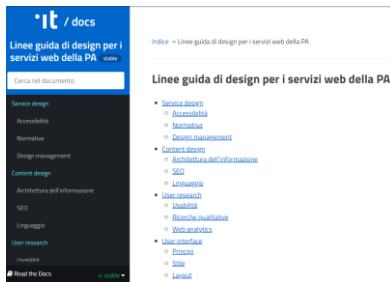 ·it / docs
Linee guida di design per i
servizi web della PA stable
Cerca nel documento
Service design
Accessibilità
Normativa
Design management
Content design
Architettura dell'informazione
SEO
Linguaggio
User research
Usabilità
Read the Docs v: stable
Indice » Linee guida di design per i servizi web della PA
Linee guida di design per i servizi web della PA
Service design
Accessibilità
Normativa
Design management
Content design
Architettura dell'informazione
SEO
Linguaggio
User research
Usabilità
Ricerche qualitative
Web analytics
User interface
Principi
Stile
Layout